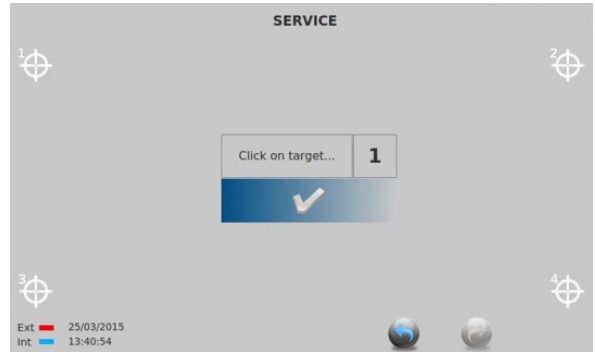 SERVICE
1
2
Click on target... 1
3
4
Ext 25/03/2015
Int 13:40:54